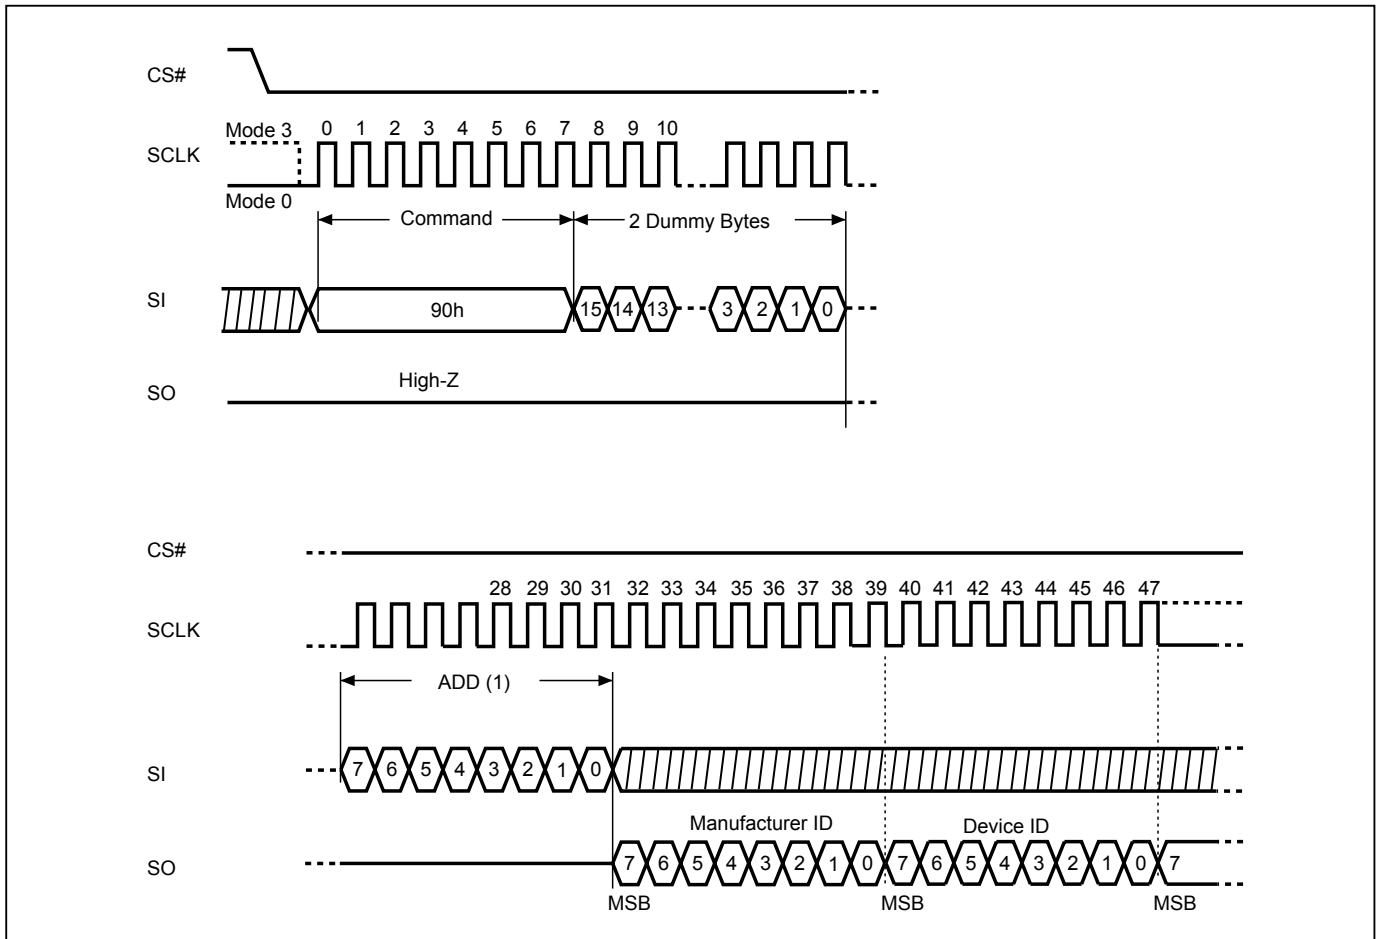 CS#
Mode 3 0 1 2 3 4 5 6 7 8 9 10
SCLK
Mode 0
Command 2 Dummy Bytes
SI 90h 15 14 13 3 2 1 0
High-Z
SO
CS#
28 29 30 31 32 33 34 35 36 37 38 39 40 41 42 43 44 45 46 47
SCLK
ADD (1)
SI 7 6 5 4 3 2 1 0
Manufacturer ID Device ID
SO 7 6 5 4 3 2 1 0 7 6 5 4 3 2 1 0 7
MSB MSB MSB